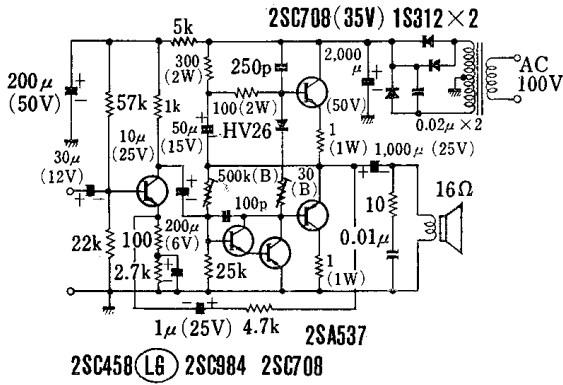 2SC708(35V) 1S312×2
5k
300
(2W)
250p
2,000
μ
(50V)
AC
100V
200μ
(50V)
57k
1k
100(2W)
0.02μ×2
10μ
(25V)
50μ
(15V)
HV26
1
(1W)
1,000μ (25V)
30μ
(12V)
500k(B)
30
(B)
16Ω
100p
10
22k
100
200μ
(6V)
0.01μ
2.7k
25k
1
(1W)
1μ(25V)
4.7k
2SA537
2SC458 LG 2SC984 2SC708